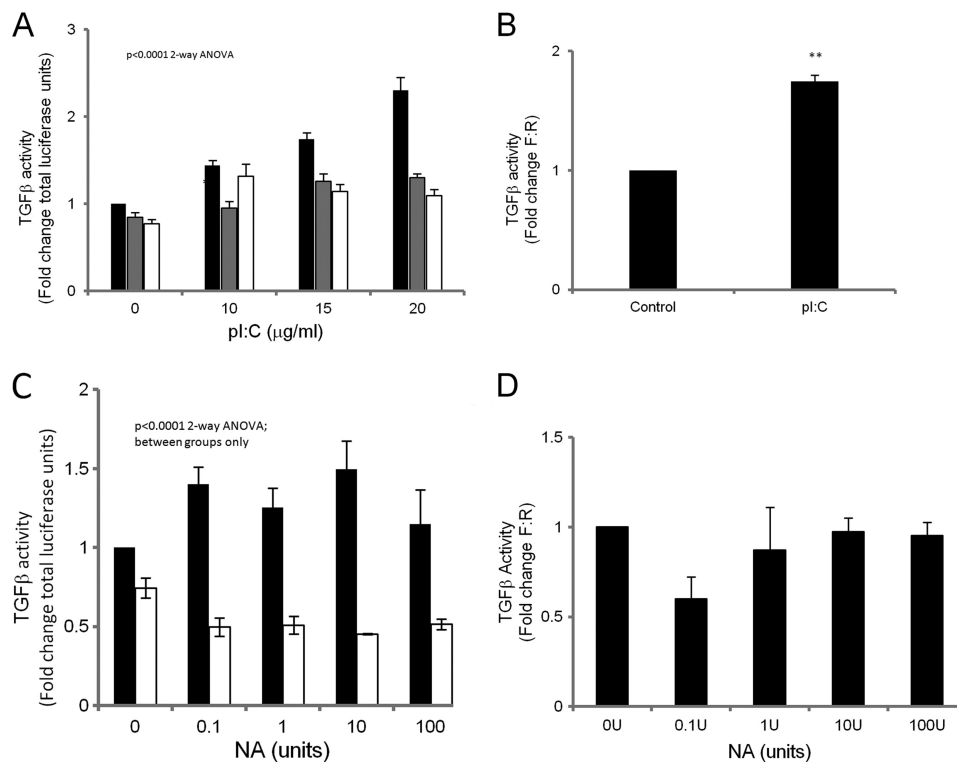 A
p<0.0001 2-way ANOVA
TGFβ activity
(Fold change total luciferase units)
3
2
1
0
0 10 15 20
pI:C (μg/ml)
B
**
TGFβ activity
(Fold change F:R)
2
1
0
Control pI:C
C
p<0.0001 2-way ANOVA;
between groups only
TGFβ activity
(Fold change total luciferase units)
2
1.5
1
0.5
0
0 0.1 1 10 100
NA (units)
D
TGFβ Activity
(Fold change F:R)
1.5
1
0.5
0
0U 0.1U 1U 10U 100U
NA (units)